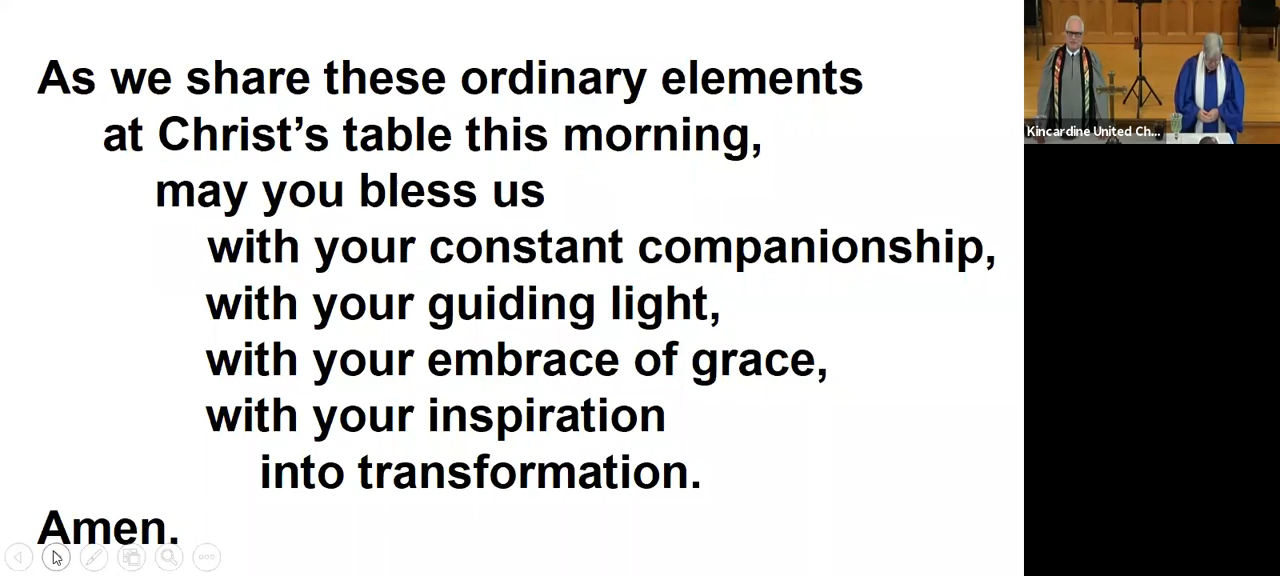 As we share these ordinary elements
at Christ’s table this morning,
may you bless us
with your constant companionship,
with your guiding light,
with your embrace of grace,
with your inspiration
into transformation.
Amen.
Kincardine United Ch...